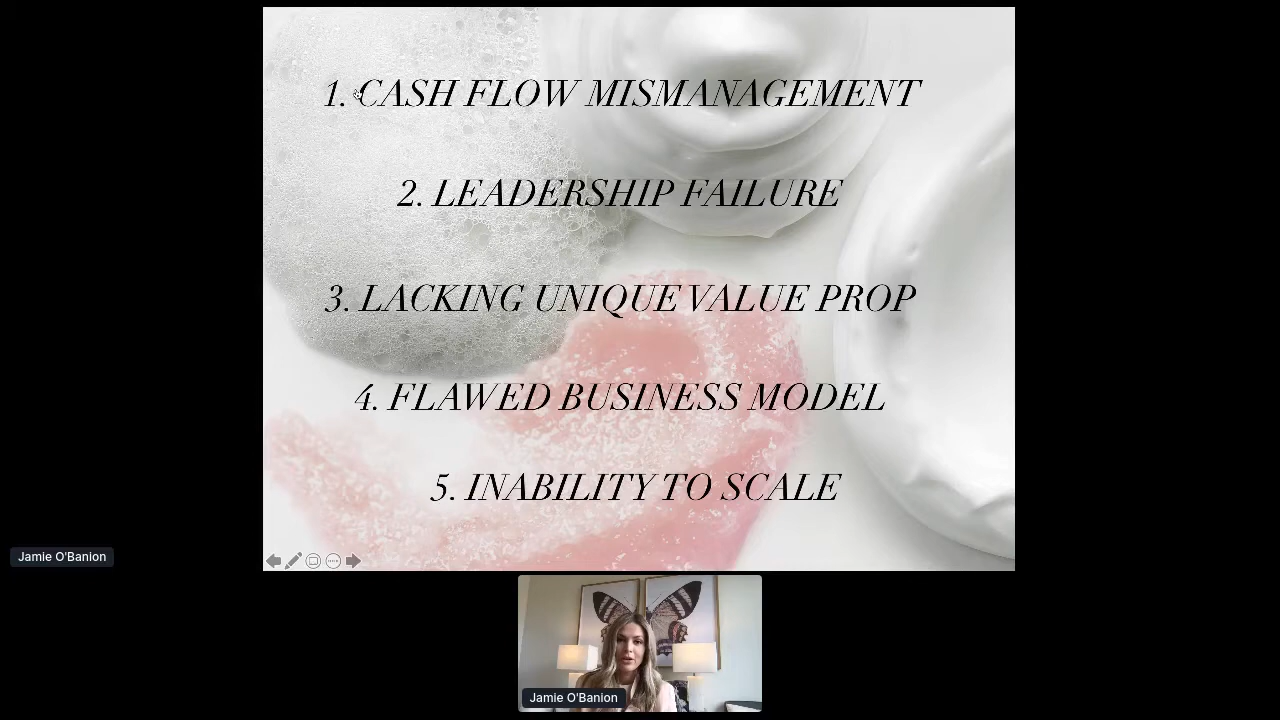 1. CASH FLOW MISMANAGEMENT
2. LEADERSHIP FAILURE
3. LACKING UNIQUE VALUE PROP
4. FLAWED BUSINESS MODEL
5. INABILITY TO SCALE
Jamie O'Banion
Jamie O'Banion